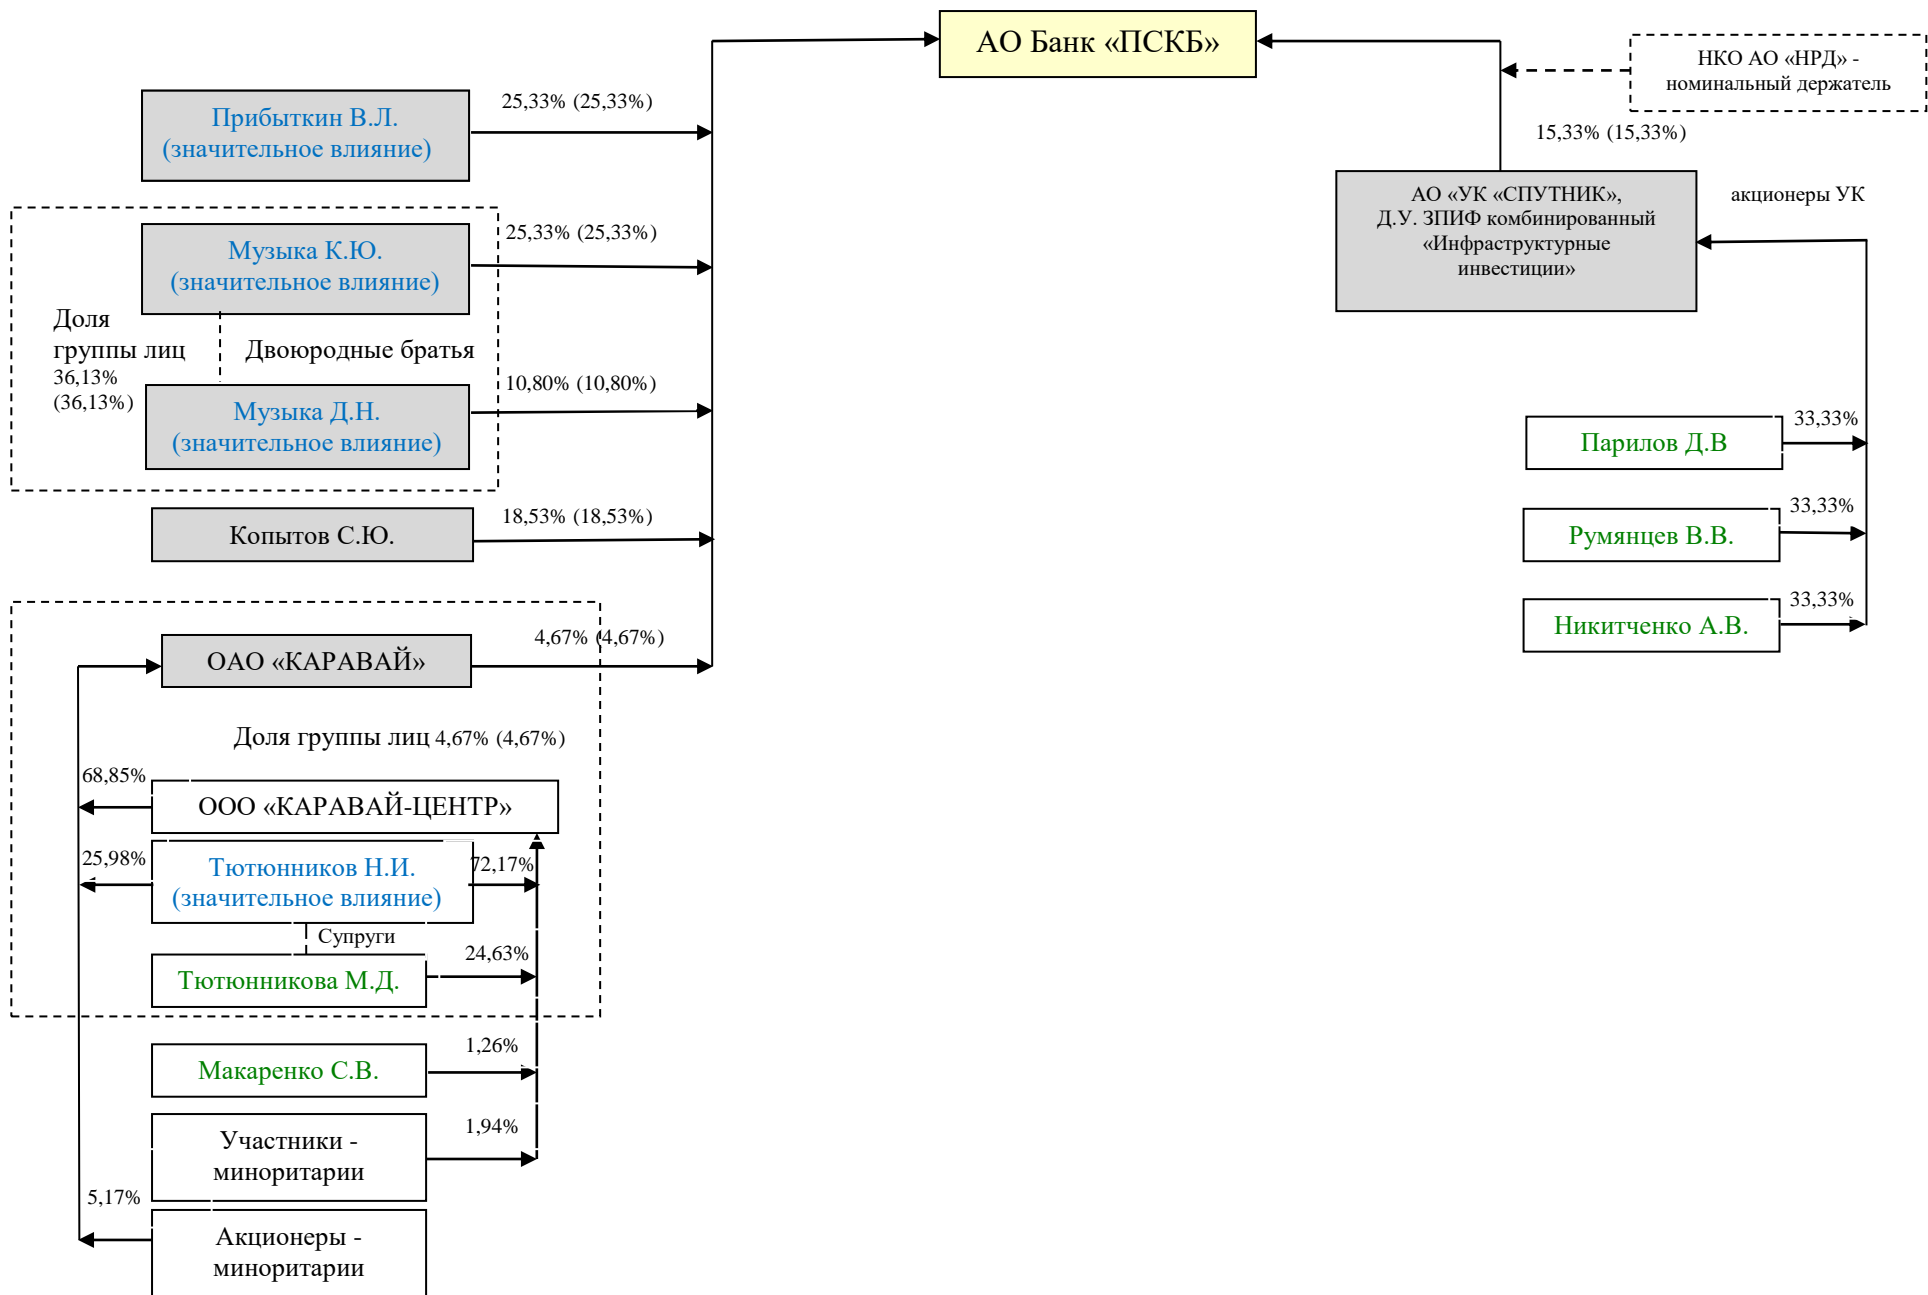 АО Банк «ПСКБ»
НКО АО «НРД» -
номинальный держатель
25,33% (25,33%)
Прибыткин В.Л.
(значительное влияние)
15,33% (15,33%)
АО «УК «СПУТНИК»,
Д.У. ЗПИФ комбинированный
«Инфраструктурные
инвестиции»
акционеры УК
25,33% (25,33%)
Музыка К.Ю.
(значительное влияние)
Доля
группы лиц
36,13%
(36,13%)
Двоюродные братья
10,80% (10,80%)
Музыка Д.Н.
(значительное влияние)
33,33%
Парилов Д.В
18,53% (18,53%)
Копытов С.Ю.
33,33%
Румянцев В.В.
33,33%
Никитченко А.В.
4,67% (4,67%)
ОАО «КАРАВАЙ»
Доля группы лиц 4,67% (4,67%)
68,85%
ООО «КАРАВАЙ-ЦЕНТР»
25,98%
Тютюнников Н.И.
(значительное влияние)
72,17%
Супруги
24,63%
Тютюнникова М.Д.
1,26%
Макаренко С.В.
1,94%
Участники -
миноритарии
5,17%
Акционеры -
миноритарии